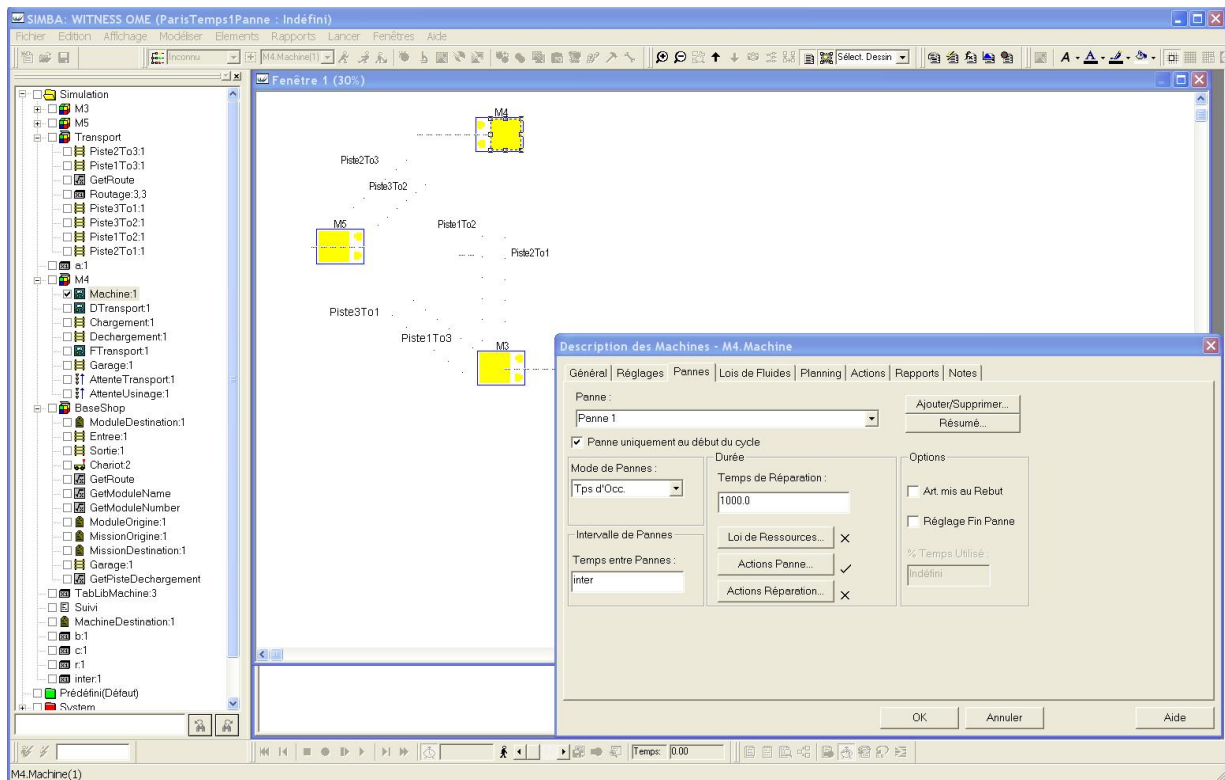 SIMBA: WITNESS OME (ParisTemps1Panne : Indéfini)
Fichier Edition Affichage Modéliser Elements Rapports Lancer Fenêtres Aide
Inconnu M4.Machine(1) Sélect. Dessin
Simulation
M3
M5
Transport
Piste2To3:1
Piste1To3:1
GetRoute
Routage:3,3
Piste3To1:1
Piste3To2:1
Piste1To2:1
Piste2To1:1
a:1
M4
Machine:1
DTransport:1
Chargement:1
Dechargement:1
FTransport:1
Garage:1
AttenteTransport:1
AttenteUsinage:1
BaseShop
ModuleDestination:1
Entree:1
Sortie:1
Chariot:2
GetRoute
GetModuleName
GetModuleNumber
ModuleOrigine:1
MissionOrigine:1
MissionDestination:1
Garage:1
GetPisteDechargement
TabLibMachine:3
Suivi
MachineDestination:1
b:1
c:1
r:1
inter:1
Prédéfini(Défaut)
System
Fenêtre 1 (30%)
M4
Piste2To3
Piste3To2
M5
Piste1To2
Piste2To1
Piste3To1
Piste1To3
M3
Description des Machines - M4.Machine
Général Réglages Pannes Lois de Fluides Planning Actions Rapports Notes
Panne :
Panne 1
Ajouter/Supprimer...
Résumé...
Panne uniquement au début du cycle
Mode de Pannes :
Tps d'Occ.
Intervalle de Pannes
Temps entre Pannes :
inter
Durée
Temps de Réparation :
1000.0
Loi de Ressources...
Actions Panne...
Actions Réparation...
Options
Art. mis au Rebut
Réglage Fin Panne
% Temps Utilisé :
Indéfini
OK Annuler Aide
Temps: 0.00
M4.Machine(1)